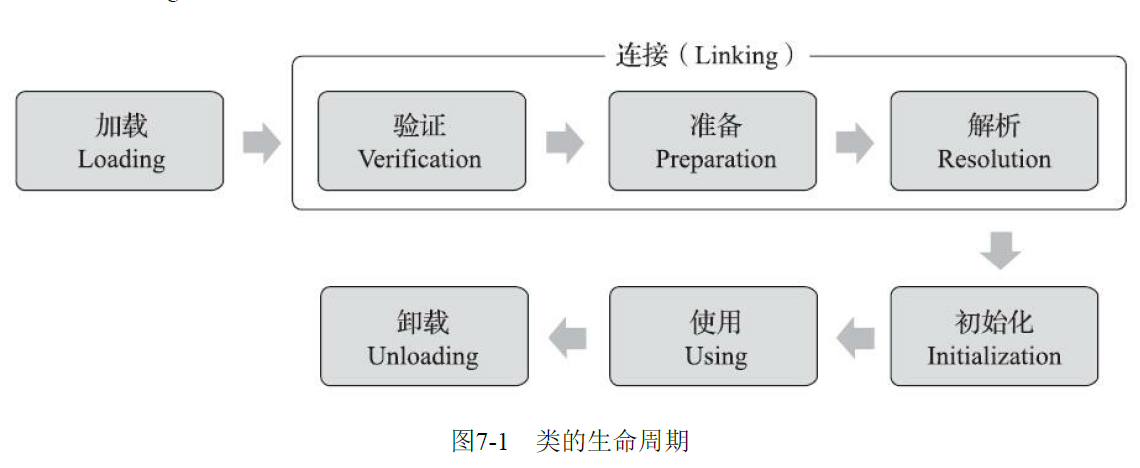 连接（Linking）
加载
Loading
验证
Verification
准备
Preparation
解析
Resolution
初始化
Initialization
使用
Using
卸载
Unloading
图7-1 类的生命周期